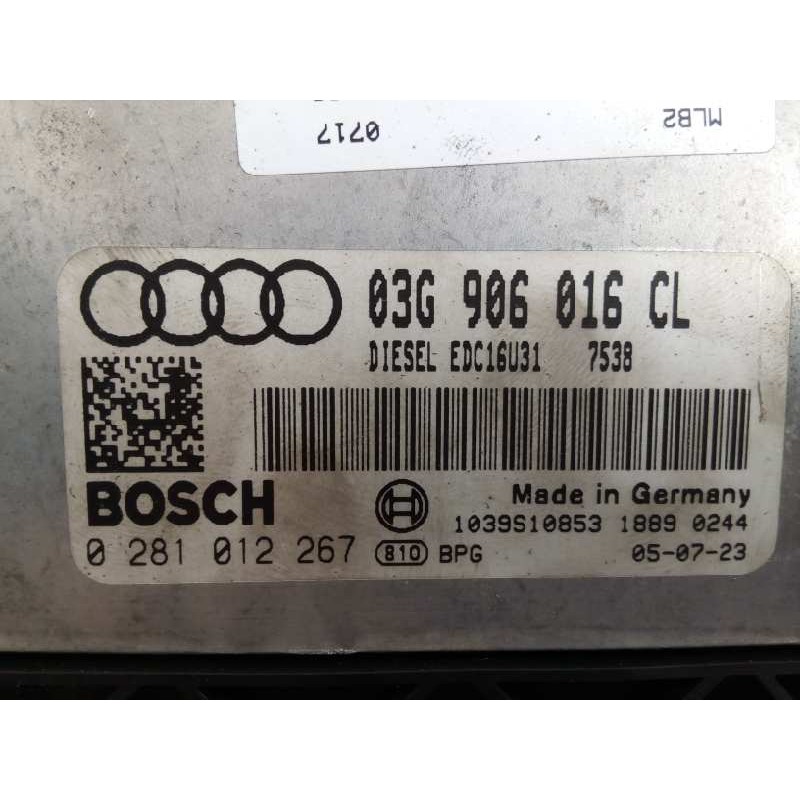 MLB2
0717
03G 906 016 CL
DIESEL EDC16U31 7538
BOSCH
Made in Germany
1039S10853 1889 0244
0 281 012 267 810 BPG 05-07-23